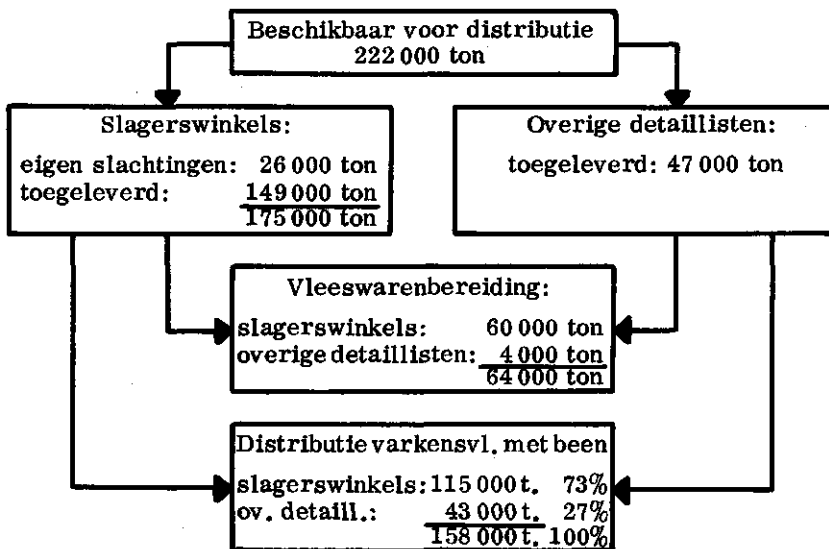 Beschikbaar voor distributie
222 000 ton
Slagerswinkels:
eigen slachtingen: 26 000 ton
toegeleverd: 149 000 ton
175 000 ton
Overige detaillisten:
toegeleverd: 47 000 ton
Vleeswarenbereiding:
slagerswinkels: 60 000 ton
overige detaillisten: 4 000 ton
64 000 ton
Distributie varkensvl. met been
slagerswinkels: 115 000 t. 73%
ov. detaill.: 43 000 t. 27%
158 000 t. 100%